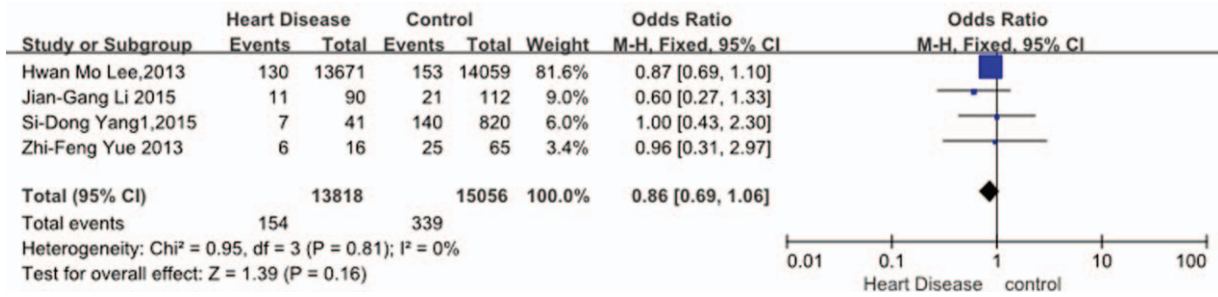 Heart Disease Control Odds Ratio Odds Ratio
Study or Subgroup Events Total Events Total Weight M-H, Fixed, 95% CI M-H, Fixed, 95% CI
Hwan Mo Lee,2013 130 13671 153 14059 81.6% 0.87 [0.69, 1.10]
Jian-Gang Li 2015 11 90 21 112 9.0% 0.60 [0.27, 1.33]
Si-Dong Yang1,2015 7 41 140 820 6.0% 1.00 [0.43, 2.30]
Zhi-Feng Yue 2013 6 16 25 65 3.4% 0.96 [0.31, 2.97]
Total (95% CI) 13818 15056 100.0% 0.86 [0.69, 1.06]
Total events 154 339
Heterogeneity: Chi² = 0.95, df = 3 (P = 0.81); I² = 0%
Test for overall effect: Z = 1.39 (P = 0.16)
0.01 0.1 1 10 100
Heart Disease control